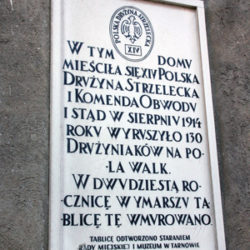 POLSKA DRUŻYNA STRZELECKA
XIV
W TYM DOMU
MIEŚCIŁA SIĘ XIV POLSKA
DRUŻYNA STRZELECKA
I KOMENDA OBWODU
I STĄD W SIERPNIU 1914
ROKU WYRUSZYŁO 130
DRUŻYNIAKÓW NA PO-
LA WALK.
W DWUDZIESTĄ RO-
CZNICĘ WYMARSZU TA-
BLICĘ TĘ WMUROWANO
TABLICĘ ODTWORZONO STARANIEM
RADY MIEJSKIEJ I MUZEUM W TARNOWIE